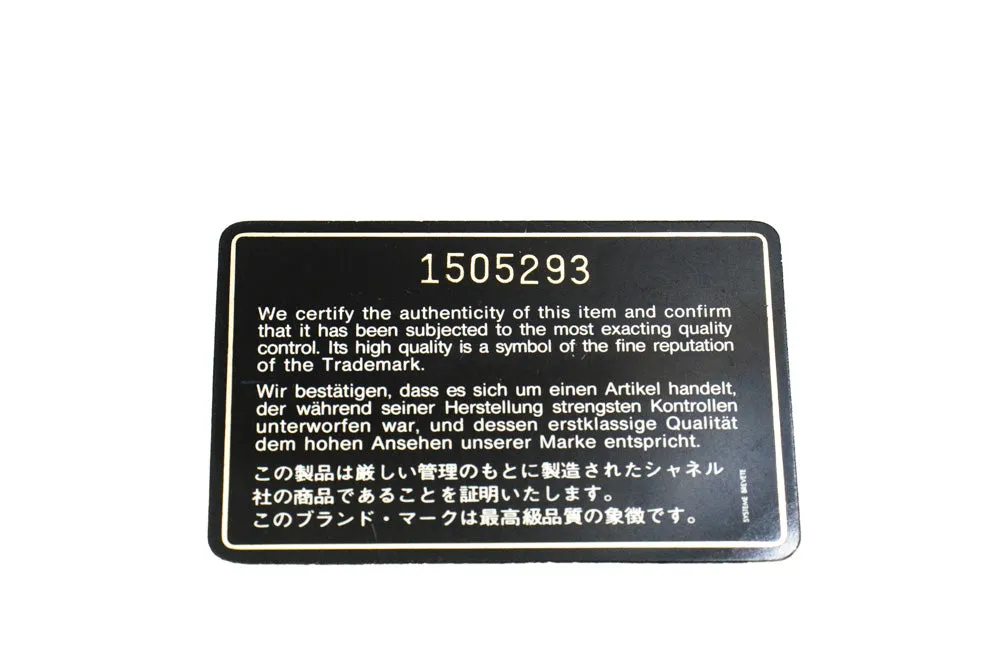 1505293
We certify the authenticity of this item and confirm
that it has been subjected to the most exacting quality
control. Its high quality is a symbol of the fine reputation
of the Trademark.
Wir bestätigen, dass es sich um einen Artikel handelt,
der während seiner Herstellung strengsten Kontrollen
unterworfen war, und dessen erstklassige Qualität
dem hohen Ansehen unserer Marke entspricht.
この製品は厳しい管理のもとに製造されたシャネル
社の商品であることを証明いたします。
このブランド・マークは最高級品質の象徴です。
SYSTEME BREVETE